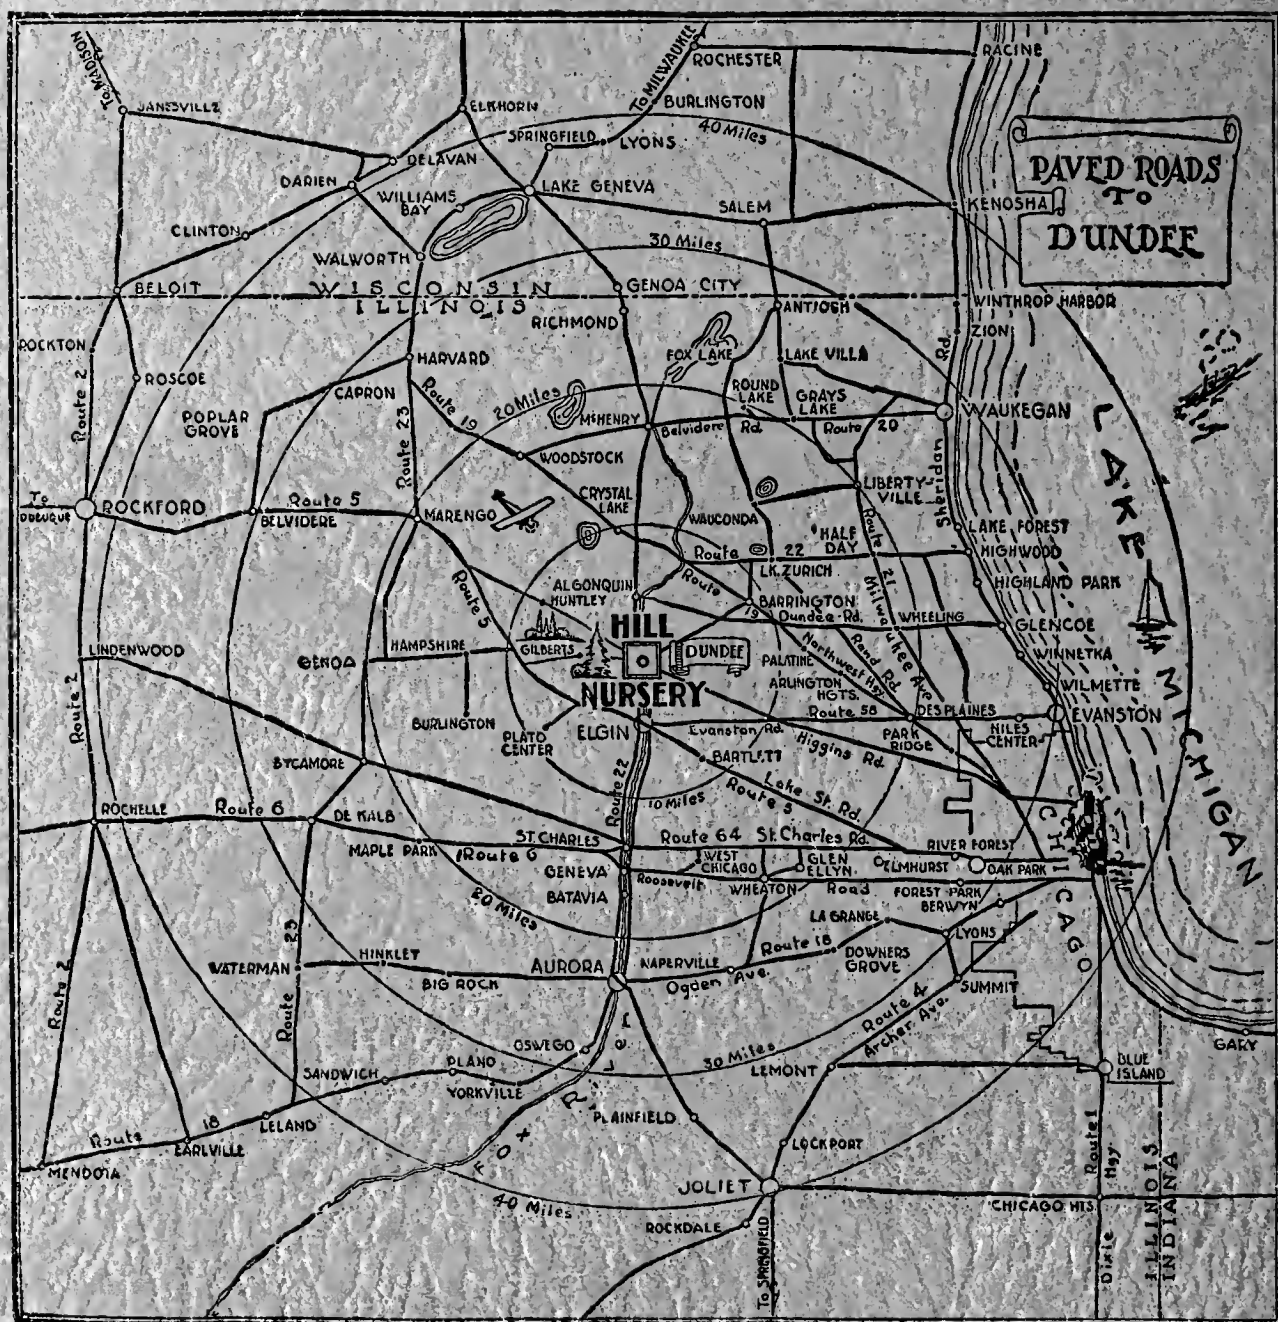 PAVED ROADS
TO
DUNDEE
To MADISON
JANESVILLE
ELKHORN
To MILWAUKEE
ROCHESTER
RACINE
BURLINGTON
40 Miles
SPRINGFIELD
LYONS
DELAVAN
DARIEN
WILLIAMS
BAY
LAKE GENEVA
SALEM
KENOSHA
CLINTON
WALWORTH
30 Miles
BELOIT
WISCONSIN
ILLINOIS
GENOA CITY
RICHMOND
ANTIOCH
WINTHROP HARBOR
ZION
ROCKTON
ROSCOE
HARVARD
CAPRON
POPLAR
GROVE
FOX LAKE
LAKE VILLA
ROUND
LAKE
GRAYS
LAKE
Sheridan Rd.
WAUKEGAN
Route 2
Route 23
Route 19
20 Miles
McHENRY
Belvidere Rd.
Route 20
WOODSTOCK
LIBERTY-
VILLE
CRYSTAL
LAKE
To
DUBUQUE
ROCKFORD
Route 5
BELVIDERE
MARENGO
WAUCONDA
LAKE FOREST
HALF
DAY
Route 22
LK. ZURICH
HIGHWOOD
HIGHLAND PARK
Route 21
Milwaukee Ave.
LAKE MICHIGAN
Route 5
ALGONQUIN
HUNTLEY
Route 19
BARRINGTON
Dundee Rd.
WHEELING
GLENCOE
LINDENWOOD
GENOA
HAMPSHIRE
GILBERTS
HILL
DUNDEE
NURSERY
PALATINE
Northwest Hgy.
Rand Rd.
WINNETKA
ARLINGTON
HGTS.
WILMETTE
Route 2
BURLINGTON
PLATO
CENTER
ELGIN
Route 58
Evanston Rd.
DESPLAINES
NILES
CENTER
EVANSTON
PARK
RIDGE
Higgins Rd.
BARTLETT
SYCAMORE
Route 22
10 Miles
Lake St. Rd.
Route 5
ROCHELLE
Route 6
DE KALB
MAPLE PARK
Route 6
ST. CHARLES
Route 64
St. Charles Rd.
RIVER FOREST
OAK PARK
CHICAGO
GENEVA
WEST
CHICAGO
GLEN
ELLYN
ELMHURST
Roosevelt Road
WHEATON
FOREST PARK
BATAVIA
BERWYN
20 Miles
LA GRANGE
LYONS
Route 23
WATERMAN
HINKLEY
BIG ROCK
AURORA
NAPERVILLE
Route 18
Ogden Ave.
DOWNERS
GROVE
SUMMIT
Route 2
Route 4
Archer Ave.
GARY
OSWEGO
30 Miles
LEMONT
BLUE
ISLAND
SANDWICH
PLANO
YORKVILLE
FOX RIVER
PLAINFIELD
Route 18
LELAND
EARLVILLE
MENDOTA
LOCKPORT
Route 1
Dixie Hgy
ILLINOIS
INDIANA
JOLIET
40 Miles
CHICAGO HTS.
ROCKDALE
To SPRINGFIELD